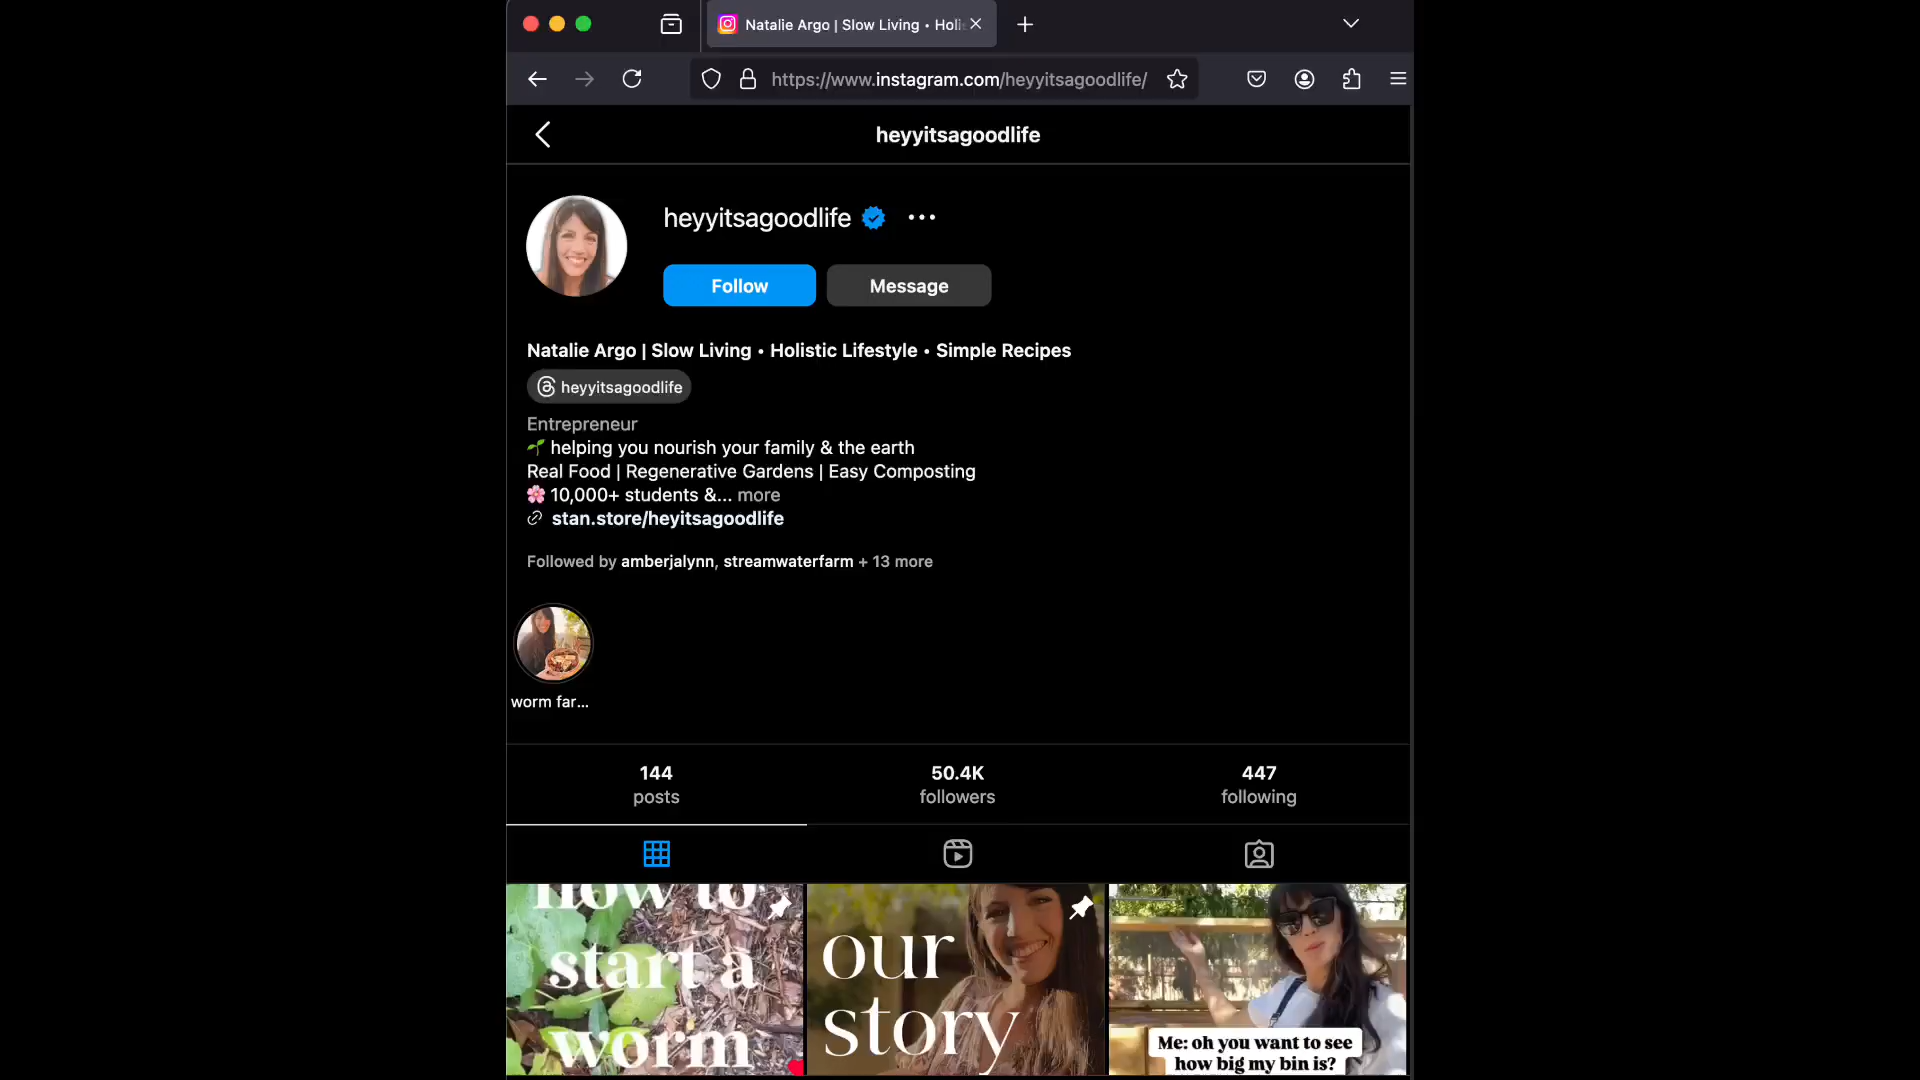 Natalie Argo | Slow Living • Holi
https://www.instagram.com/heyyitsagoodlife/
heyyitsagoodlife
heyyitsagoodlife
Follow
Message
Natalie Argo | Slow Living • Holistic Lifestyle • Simple Recipes
heyyitsagoodlife
Entrepreneur
🌱 helping you nourish your family & the earth
Real Food | Regenerative Gardens | Easy Composting
🌸 10,000+ students &... more
stan.store/heyitsagoodlife
Followed by amberjalynn, streamwaterfarm + 13 more
worm far...
144
posts
50.4K
followers
447
following
how to
start a
worm
our
story
Me: oh you want to see
how big my bin is?